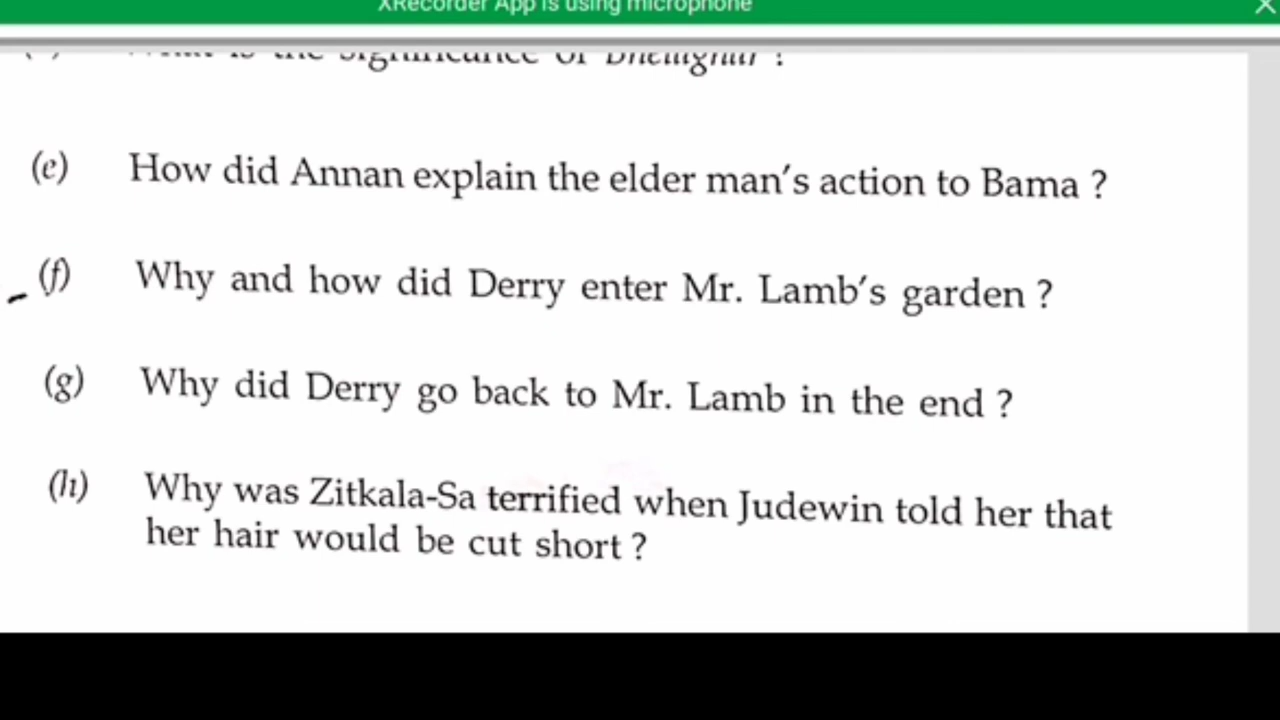 XRecorder App is using microphone
significance of
(e) How did Annan explain the elder man's action to Bama ?
(f) Why and how did Derry enter Mr. Lamb's garden ?
(g) Why did Derry go back to Mr. Lamb in the end ?
(h) Why was Zitkala-Sa terrified when Judewin told her that
her hair would be cut short ?